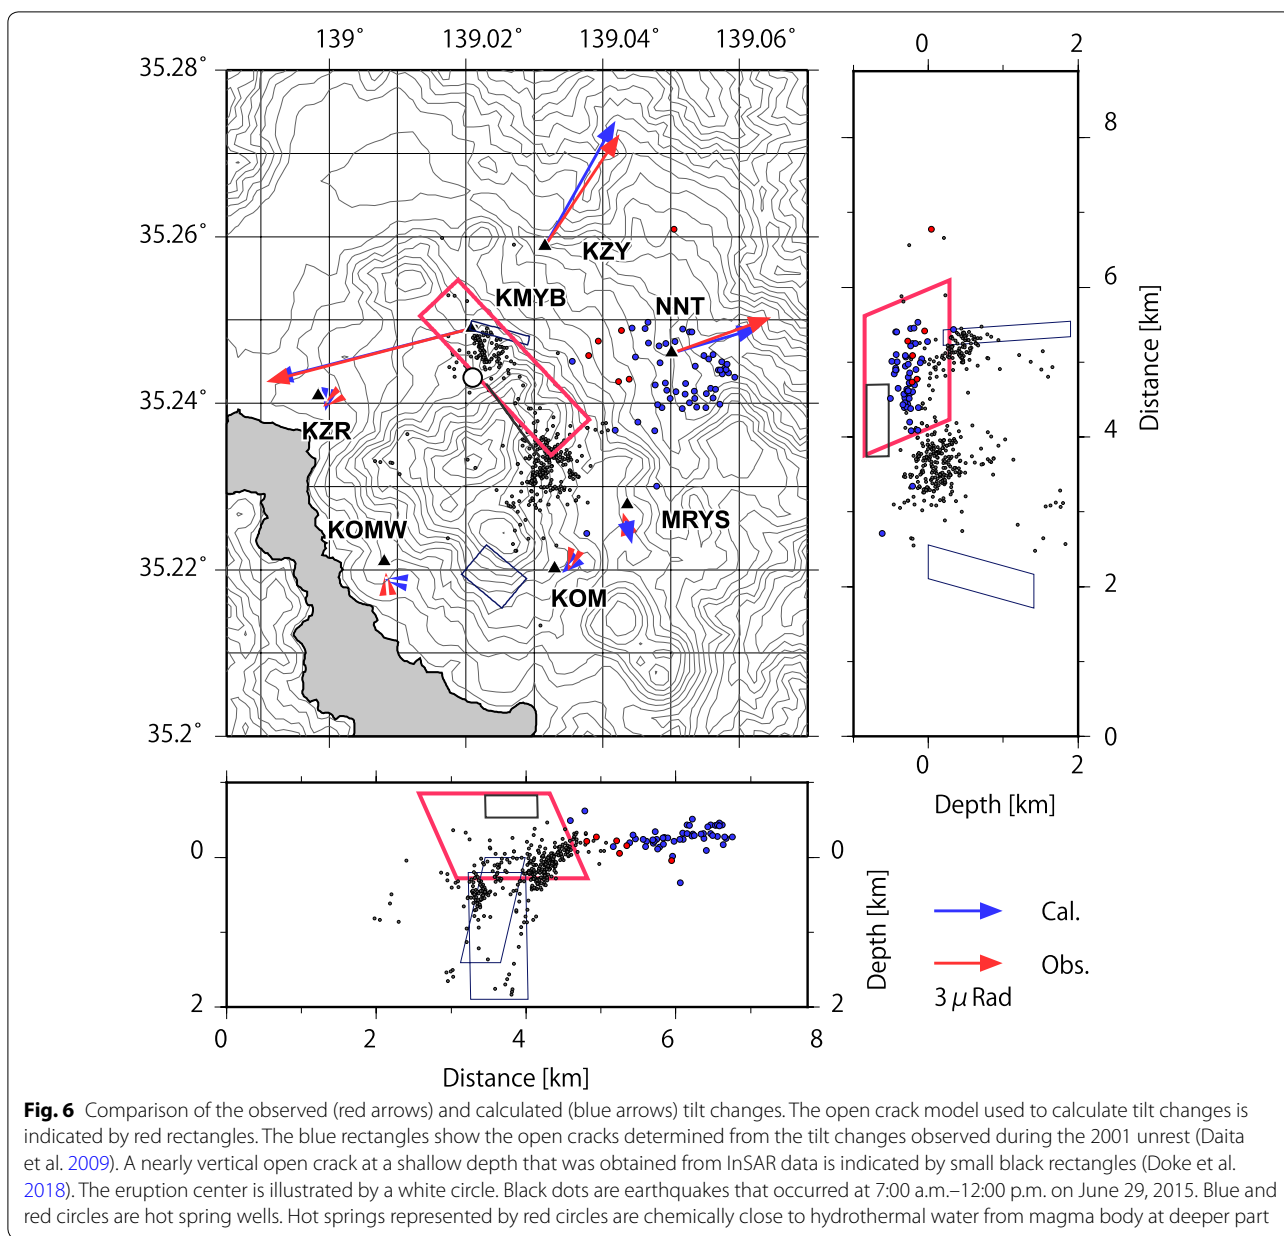 139° 139.02° 139.04° 139.06° 0 2
35.28°
8
35.26°
KZY
6
KMYB NNT
Distance [km]
35.24°
KZR
4
KOMW MRYS
35.22°
KOM
2
35.2° 0
0 2
Depth [km]
0 0
Depth [km]
Cal.
Obs.
3 μ Rad
2 2
0 2 4 6 8
Distance [km]
Fig. 6 Comparison of the observed (red arrows) and calculated (blue arrows) tilt changes. The open crack model used to calculate tilt changes is
indicated by red rectangles. The blue rectangles show the open cracks determined from the tilt changes observed during the 2001 unrest (Daita
et al. 2009). A nearly vertical open crack at a shallow depth that was obtained from InSAR data is indicated by small black rectangles (Doke et al.
2018). The eruption center is illustrated by a white circle. Black dots are earthquakes that occurred at 7:00 a.m.–12:00 p.m. on June 29, 2015. Blue and
red circles are hot spring wells. Hot springs represented by red circles are chemically close to hydrothermal water from magma body at deeper part